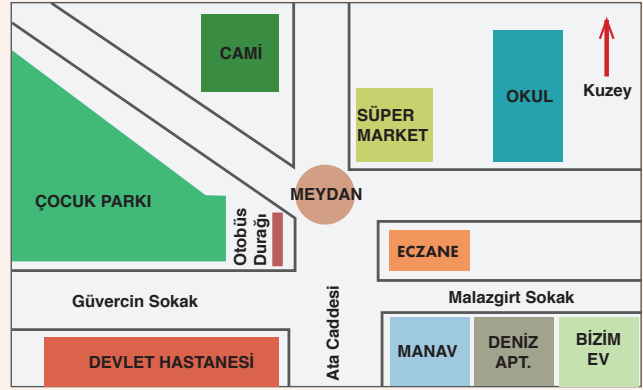 CAMİ
SÜPER
MARKET
OKUL
Kuzey
ÇOCUK PARKI
MEYDAN
Otobüs
Durağı
ECZANE
Güvercin Sokak
Ata Caddesi
Malazgirt Sokak
DEVLET HASTANESİ
MANAV
DENİZ
APT.
BİZİM
EV